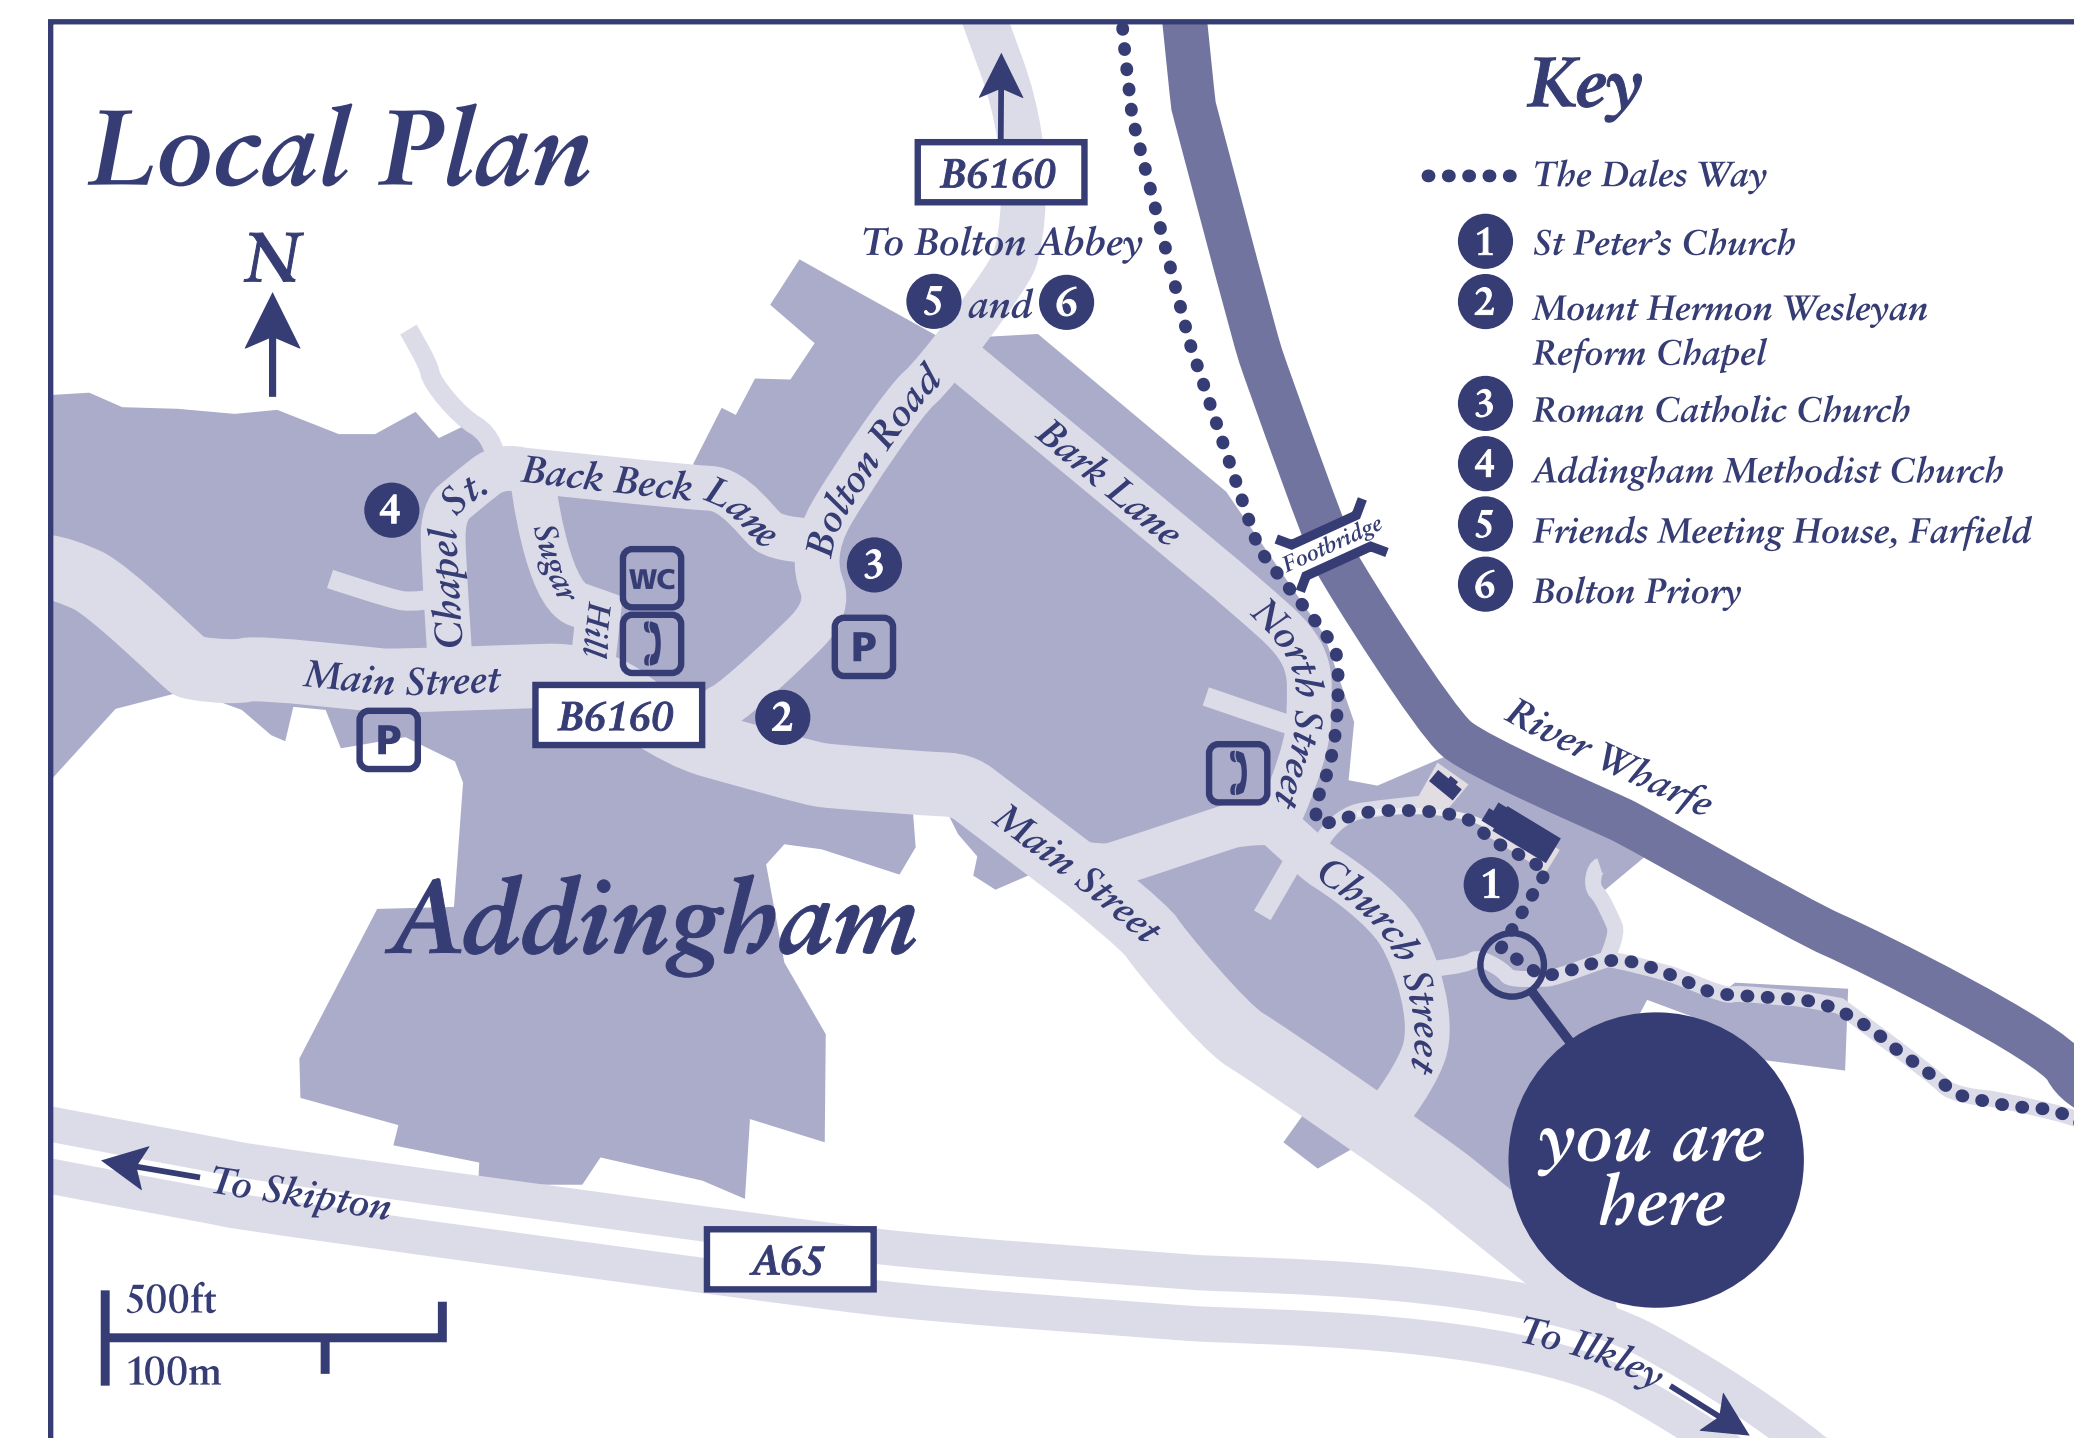 Local Plan
N
B6160
To Bolton Abbey
5 and 6
Key
The Dales Way
1 St Peter's Church
2 Mount Hermon Wesleyan
Reform Chapel
3 Roman Catholic Church
4 Addingham Methodist Church
5 Friends Meeting House, Farfield
6 Bolton Priory
Bolton Road
Bark Lane
Back Beck Lane
4
Chapel St.
Sugar
Hill
WC
3
P
Footbridge
North Street
Main Street
P
B6160
2
River Wharfe
Main Street
Church Street
1
Addingham
you are
here
To Skipton
A65
To Ilkley
500ft
100m